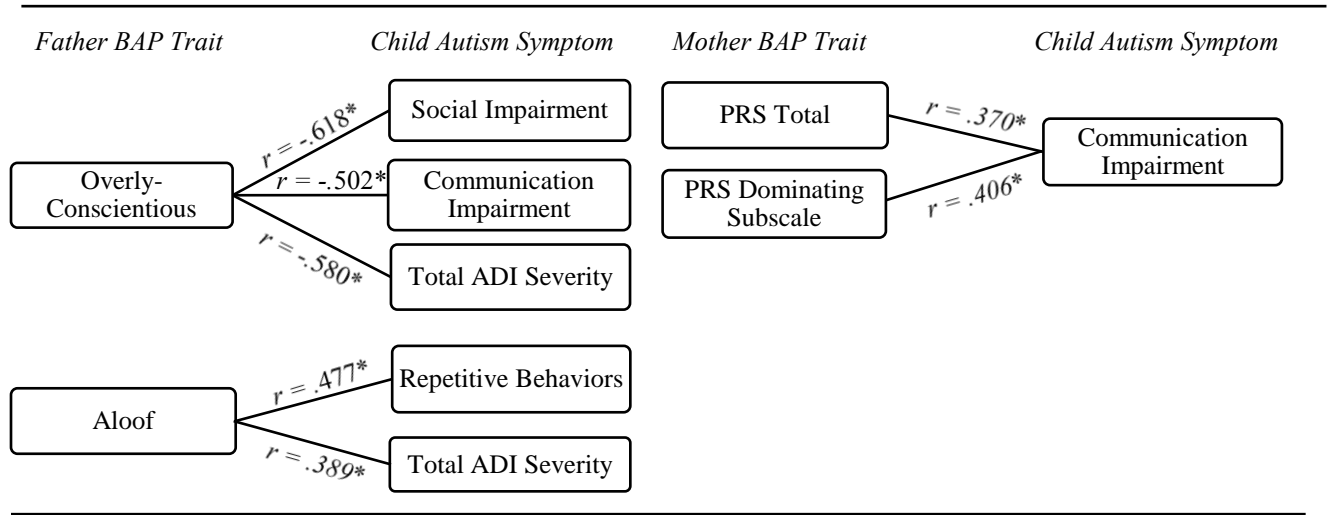 Father BAP Trait
Child Autism Symptom
Mother BAP Trait
Child Autism Symptom
Overly-
Conscientious
r = -.618*
Social Impairment
r = -.502*
Communication
Impairment
r = -.580*
Total ADI Severity
Aloof
r = .477*
Repetitive Behaviors
r = .389*
Total ADI Severity
PRS Total
r = .370*
PRS Dominating
Subscale
r = .406*
Communication
Impairment